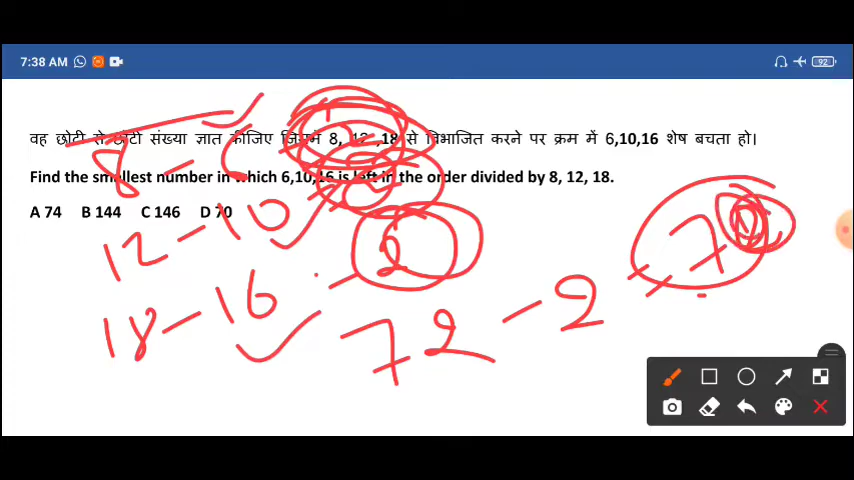 7:38 AM 92
वह छोटी से छोटी संख्या ज्ञात कीजिए जिसमें 8, 12 ,18 से विभाजित करने पर क्रम में 6,10,16 शेष बचता हो।
Find the smallest number in which 6,10,16 is left in the order divided by 8, 12, 18.
A 74 B 144 C 146 D 70
8 - 6
12 - 10
18 - 16 - 2
72 - 2 = 70